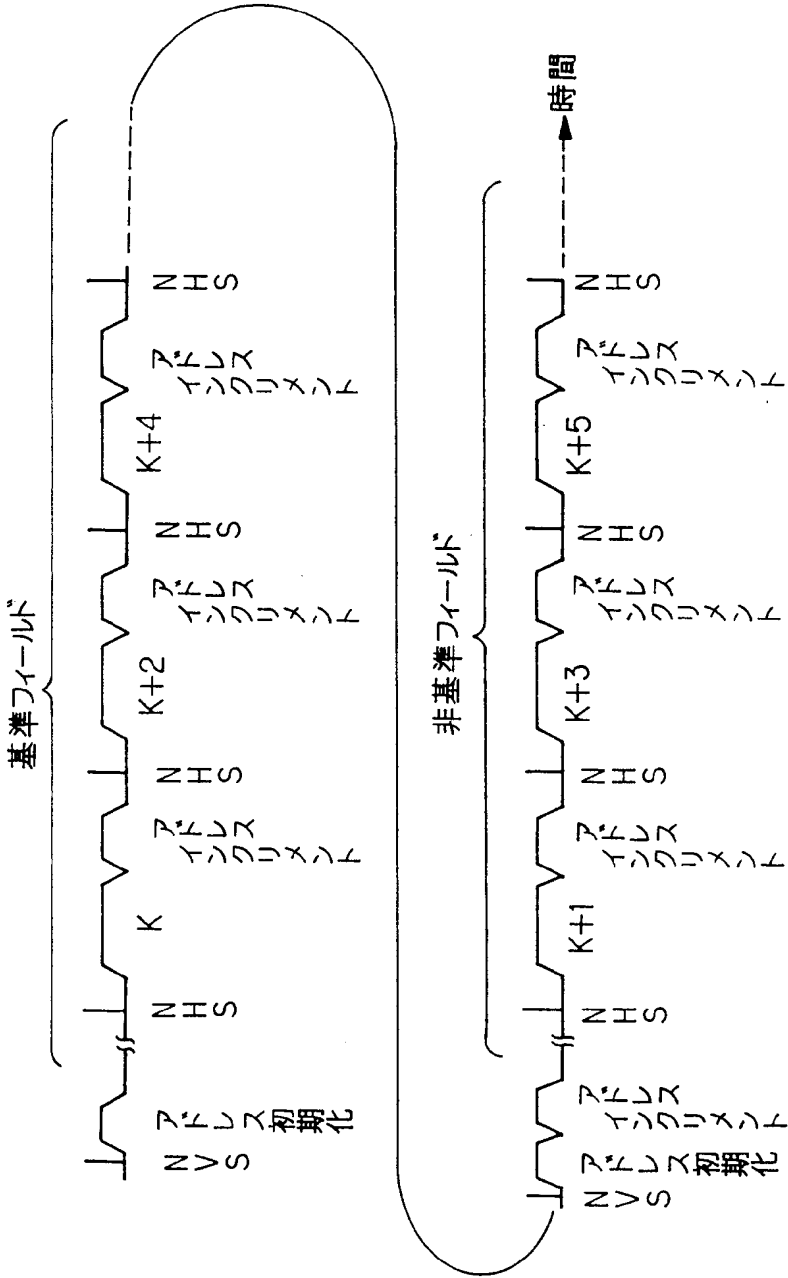 基準フィールド
NVS
アドレス初期化
NHS
K
アドレス
インクリメント
NHS
K+2
アドレス
インクリメント
NHS
K+4
アドレス
インクリメント
NHS
非基準フィールド
NVS
アドレス初期化
アドレス
インクリメント
NHS
K+1
アドレス
インクリメント
NHS
K+3
アドレス
インクリメント
NHS
K+5
アドレス
インクリメント
NHS
時間